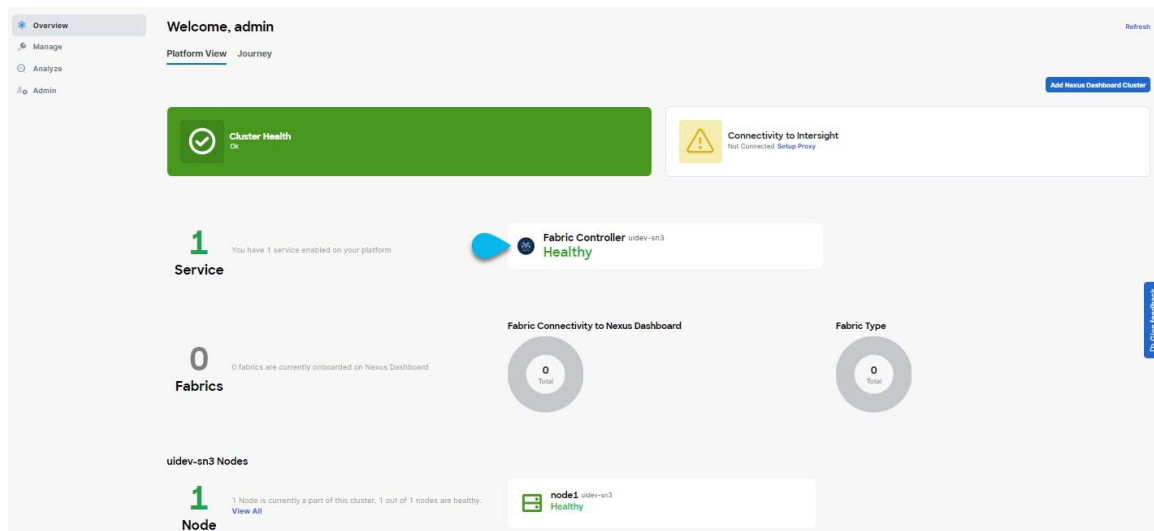 Overview
Manage
Analyze
Admin
Welcome, admin
Refresh
Platform View Journey
Add Nexus Dashboard Cluster
Cluster Health
Ok
Connectivity to Intersight
Not Connected Setup Proxy
1
Service
You have 1 service enabled on your platform
Fabric Controller uidev-sn3
Healthy
0
Fabrics
0 fabrics are currently onboarded on Nexus Dashboard
Fabric Connectivity to Nexus Dashboard
0
Total
Fabric Type
0
Total
Give feedback
uidev-sn3 Nodes
1
Node
1 Node is currently a part of this cluster. 1 out of 1 nodes are healthy.
View All
node1 uidev-sn3
Healthy